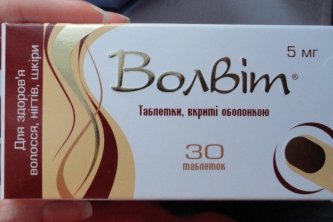 Для здоров'я
волосся, нігтів, шкіри
Волвіт®
5 мг
Таблетки, вкриті оболонкою
30
таблеток